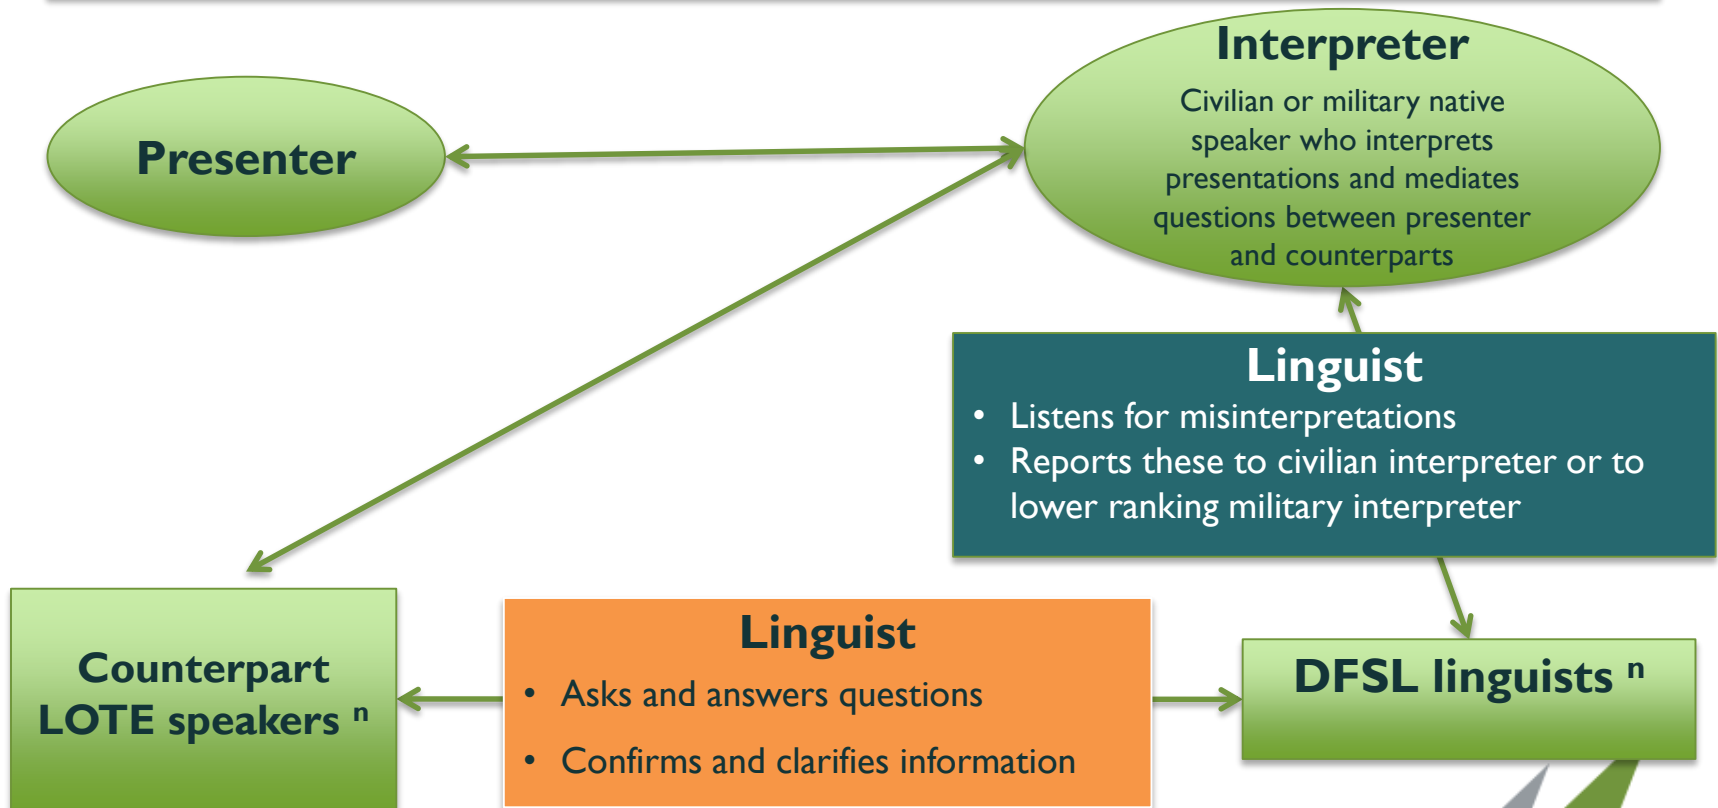 Interpreter
Civilian or military native
speaker who interprets
presentations and mediates
questions between presenter
and counterparts
Presenter
Linguist
• Listens for misinterpretations
• Reports these to civilian interpreter or to
lower ranking military interpreter
Counterpart
LOTE speakers ⁿ
Linguist
• Asks and answers questions
• Confirms and clarifies information
DFSL linguists ⁿ